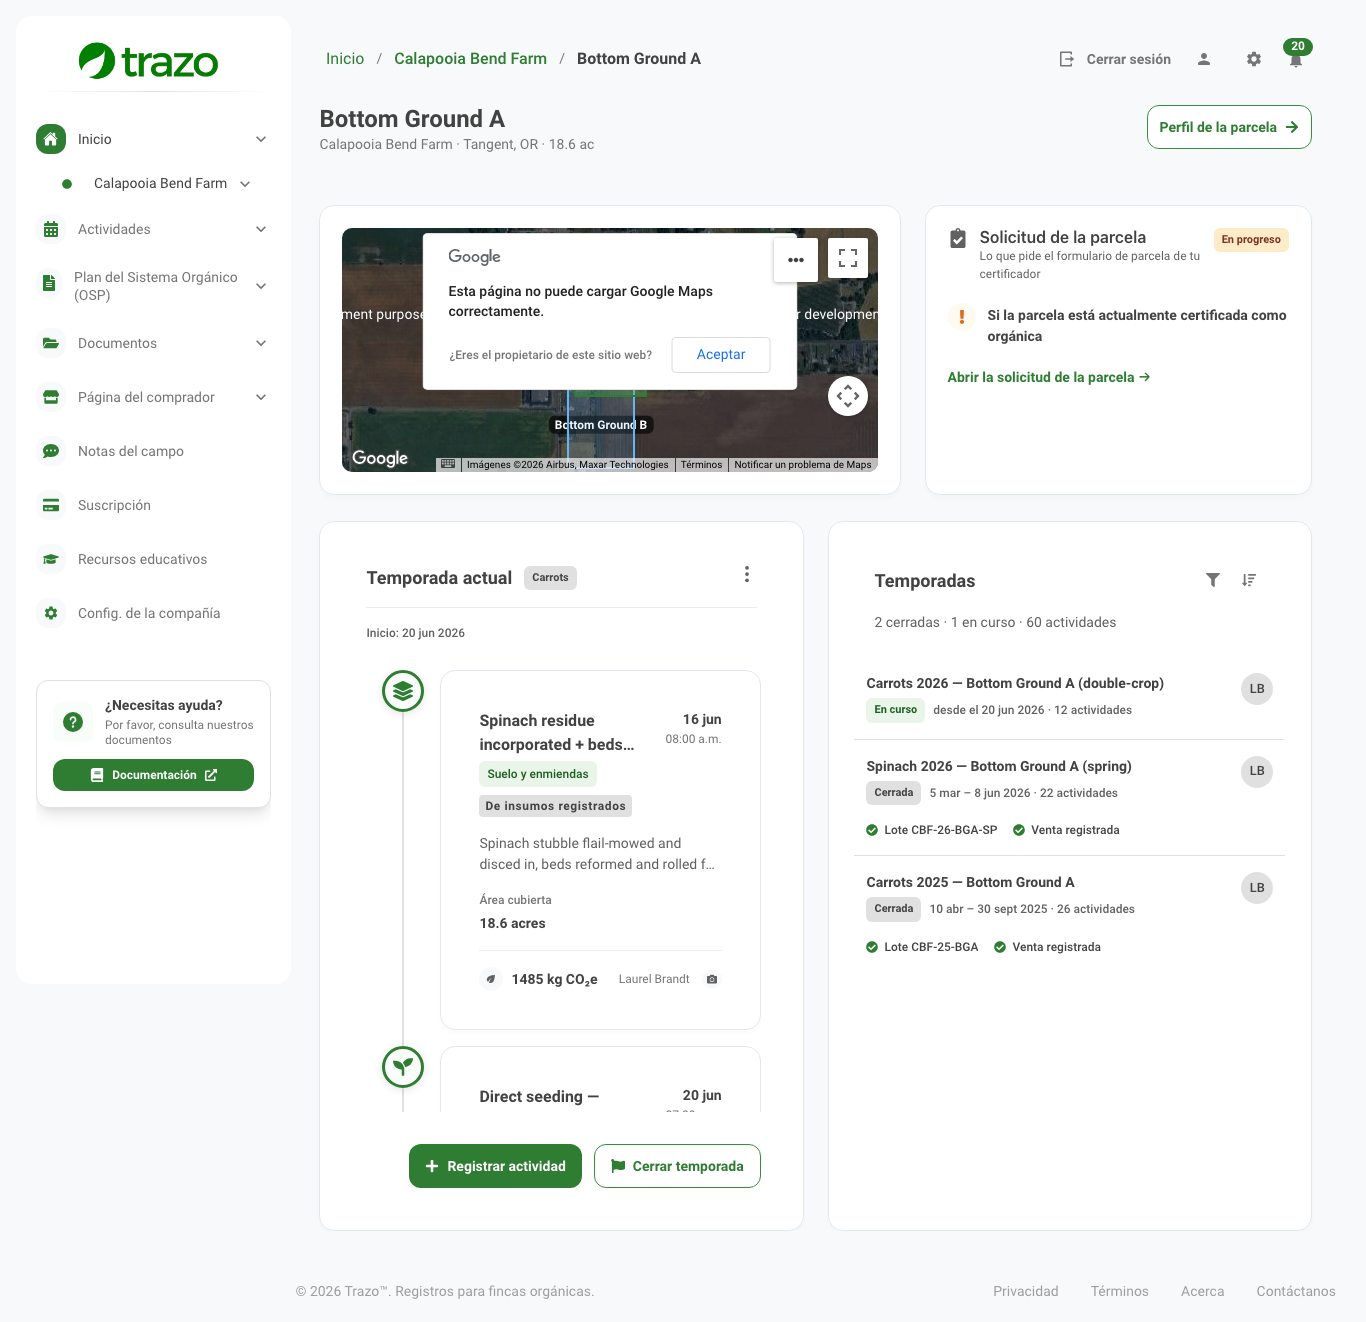 trazo
Inicio
Calapooia Bend Farm
Actividades
Plan del Sistema Orgánico
(OSP)
Documentos
Página del comprador
Notas del campo
Suscripción
Recursos educativos
Config. de la compañía
¿Necesitas ayuda?
Por favor, consulta nuestros
documentos
Documentación
Inicio / Calapooia Bend Farm / Bottom Ground A
Cerrar sesión
20
Bottom Ground A
Calapooia Bend Farm · Tangent, OR · 18.6 ac
Perfil de la parcela
Google
Esta página no puede cargar Google Maps
correctamente.
¿Eres el propietario de este sitio web?
Aceptar
Bottom Ground B
Google
Imágenes ©2026 Airbus, Maxar Technologies
Términos
Notificar un problema de Maps
Solicitud de la parcela
En progreso
Lo que pide el formulario de parcela de tu
certificador
Si la parcela está actualmente certificada como
orgánica
Abrir la solicitud de la parcela
Temporada actual
Carrots
Inicio: 20 jun 2026
Spinach residue
incorporated + beds...
16 jun
08:00 a.m.
Suelo y enmiendas
De insumos registrados
Spinach stubble flail-mowed and
disced in, beds reformed and rolled f...
Área cubierta
18.6 acres
1485 kg CO₂e
Laurel Brandt
Direct seeding —
20 jun
Registrar actividad
Cerrar temporada
Temporadas
2 cerradas · 1 en curso · 60 actividades
Carrots 2026 — Bottom Ground A (double-crop)
LB
En curso
desde el 20 jun 2026 · 12 actividades
Spinach 2026 — Bottom Ground A (spring)
LB
Cerrada
5 mar – 8 jun 2026 · 22 actividades
Lote CBF-26-BGA-SP
Venta registrada
Carrots 2025 — Bottom Ground A
LB
Cerrada
10 abr – 30 sept 2025 · 26 actividades
Lote CBF-25-BGA
Venta registrada
© 2026 Trazo™. Registros para fincas orgánicas.
Privacidad
Términos
Acerca
Contáctanos